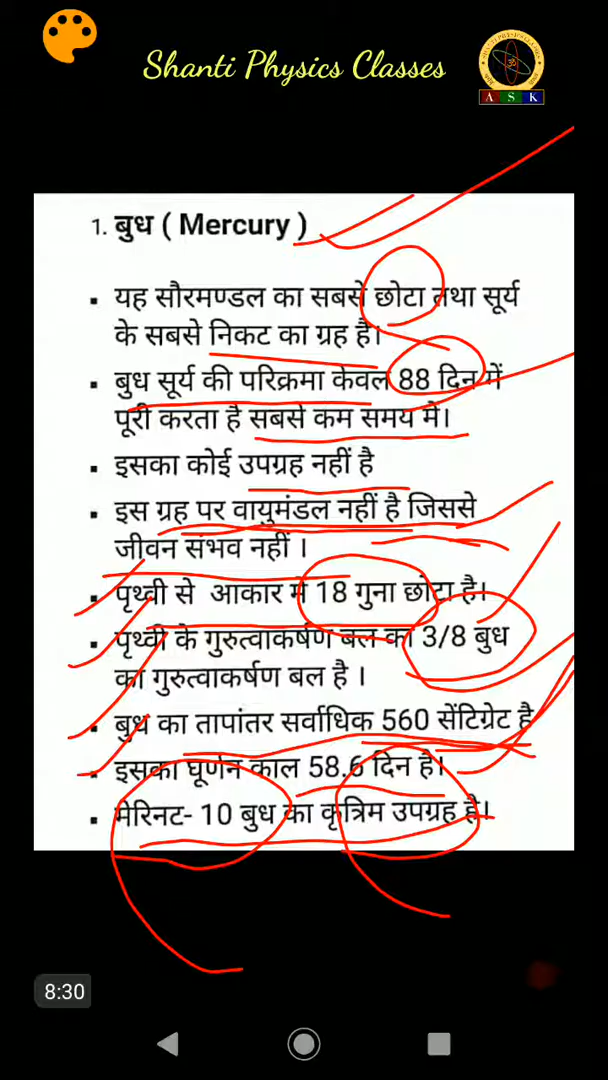 Shanti Physics Classes
A S K
1. बुध ( Mercury )
▪ यह सौरमण्डल का सबसे छोटा तथा सूर्य
के सबसे निकट का ग्रह है।
▪ बुध सूर्य की परिक्रमा केवल 88 दिन में
पूरी करता है सबसे कम समय में।
▪ इसका कोई उपग्रह नहीं है
▪ इस ग्रह पर वायुमंडल नहीं है जिससे
जीवन संभव नहीं ।
▪ पृथ्वी से आकार में 18 गुना छोटा है।
▪ पृथ्वी के गुरुत्वाकर्षण बल का 3/8 बुध
का गुरुत्वाकर्षण बल है ।
▪ बुध का तापांतर सर्वाधिक 560 सेंटिग्रेट है
▪ इसका घूर्णन काल 58.6 दिन है।
▪ मेरिनट- 10 बुध का कृत्रिम उपग्रह है।
8:30